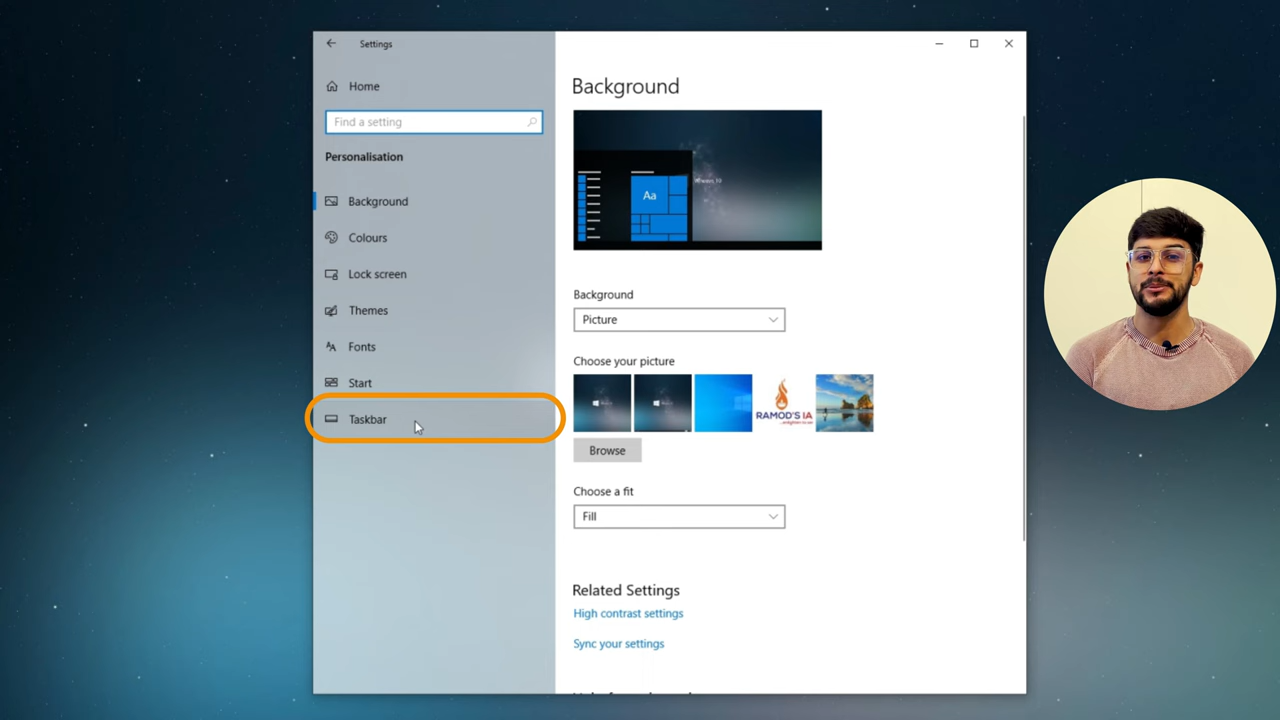 Settings
Home
Find a setting
Personalisation
Background
Colours
Lock screen
Themes
Fonts
Start
Taskbar
Background
Aa
Background
Picture
Choose your picture
RAMOD'S IA
Browse
Choose a fit
Fill
Related Settings
High contrast settings
Sync your settings